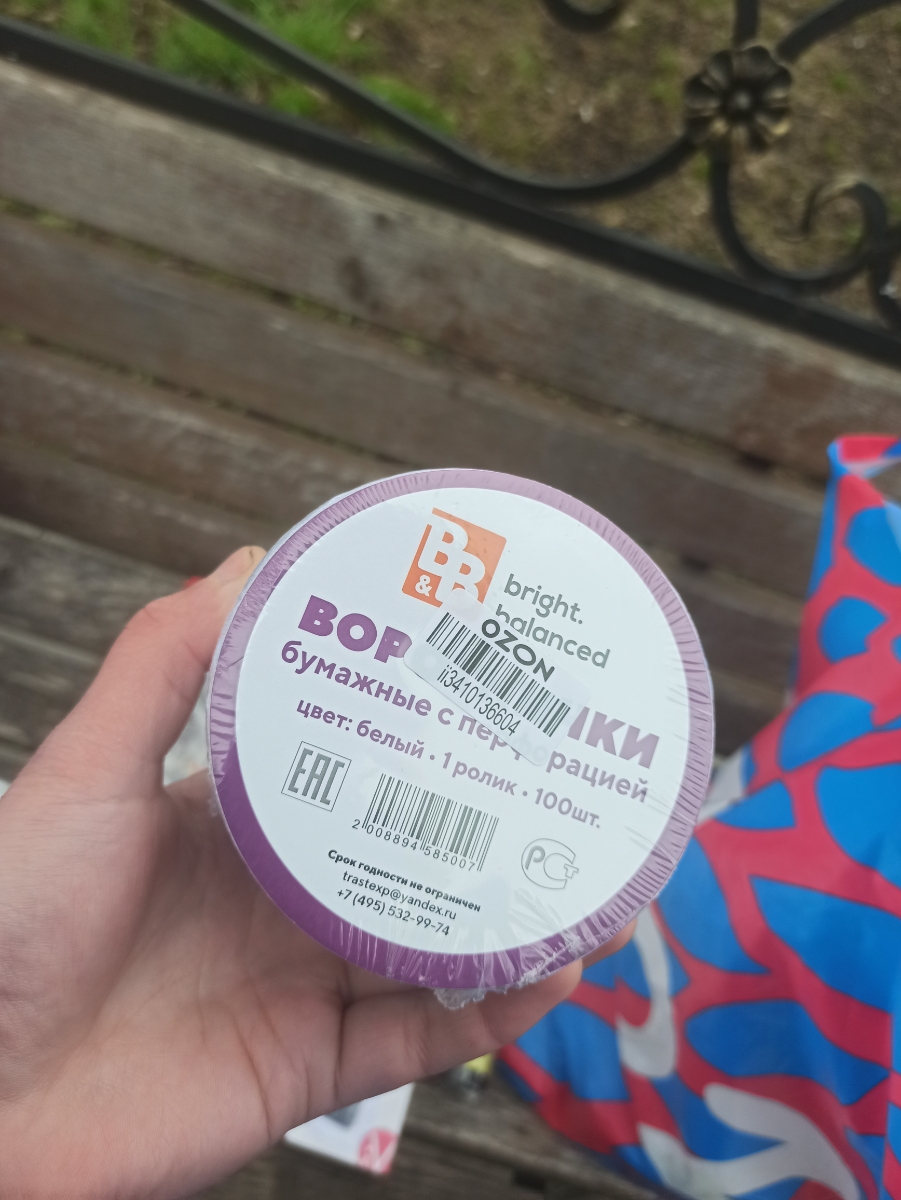 B&B
bright.
balanced
OZON
ii3410136604
бумажные с
цвет: белый • 1 ролик • 100шт.
EAC
2 008894 585007
РСт
Срок годности не ограничен
trastexp@yandex.ru
+7 (495) 532-99-74